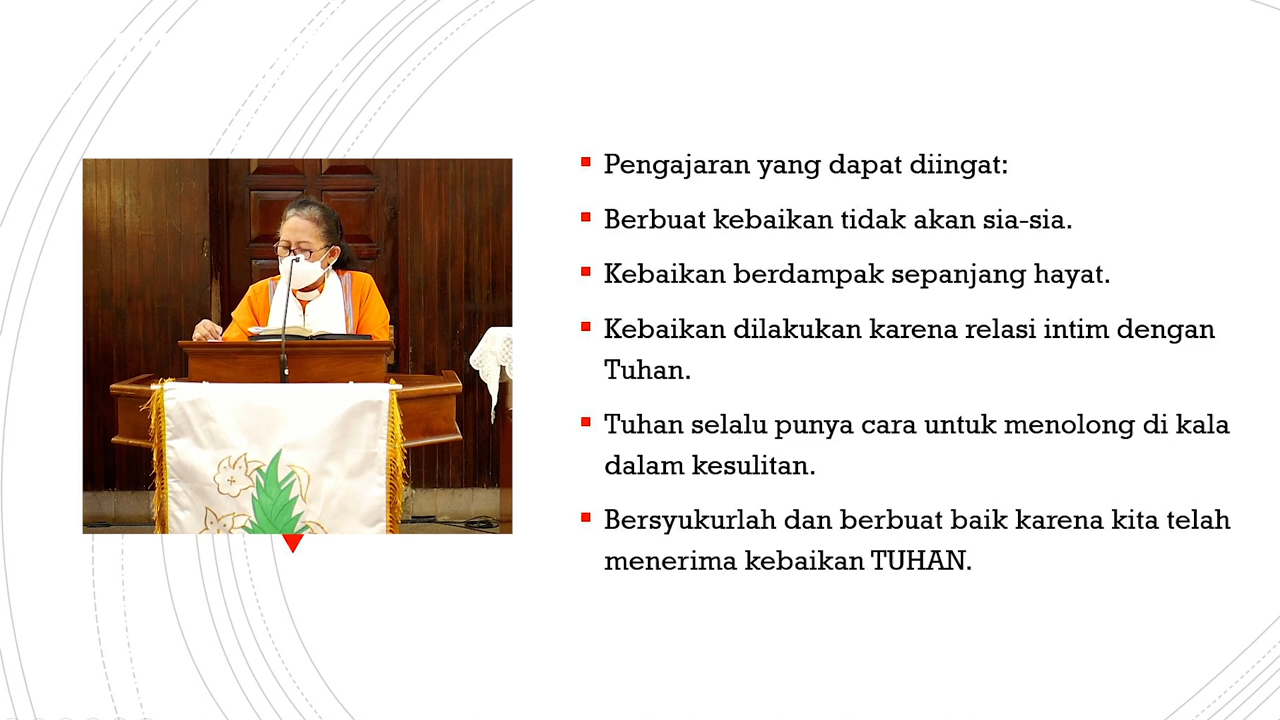 Pengajaran yang dapat diingat:
Berbuat kebaikan tidak akan sia-sia.
Kebaikan berdampak sepanjang hayat.
Kebaikan dilakukan karena relasi intim dengan
Tuhan.
Tuhan selalu punya cara untuk menolong di kala
dalam kesulitan.
Bersyukurlah dan berbuat baik karena kita telah
menerima kebaikan TUHAN.